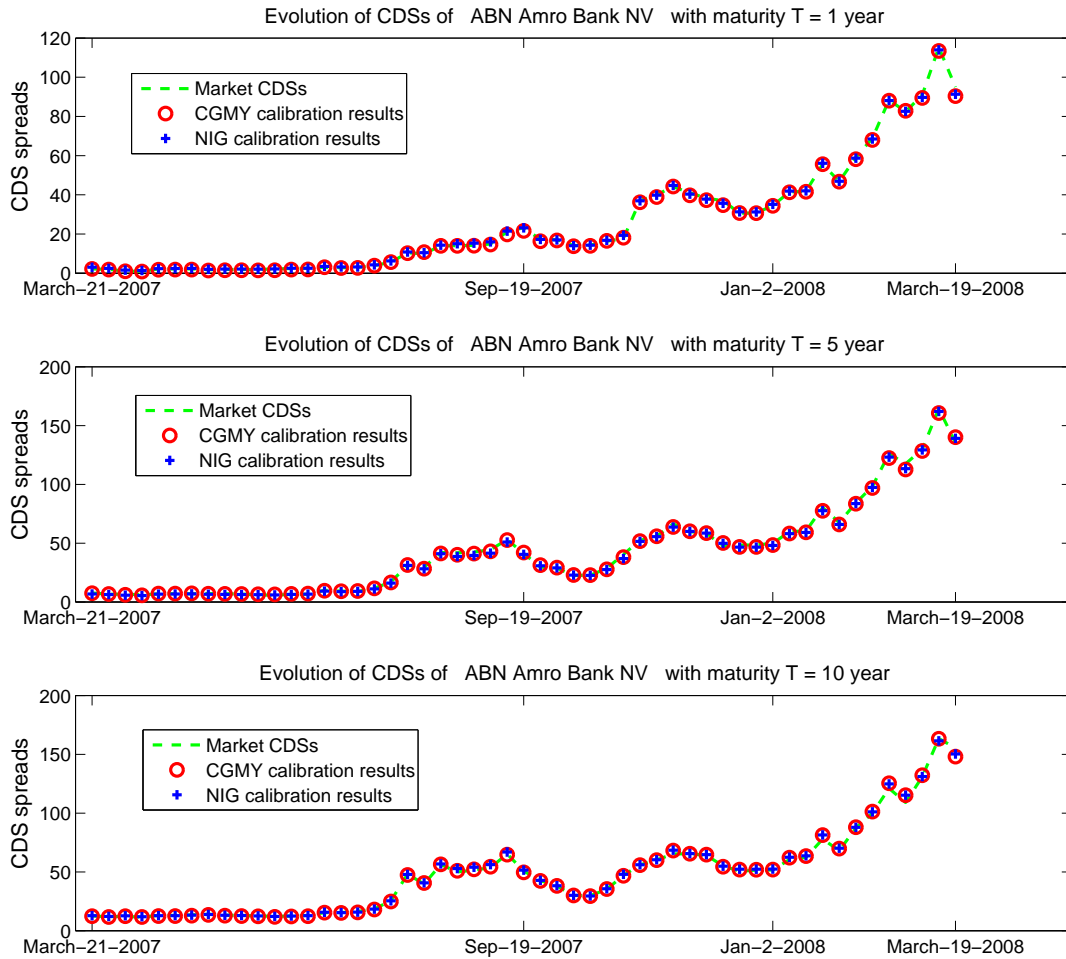 Evolution of CDSs of ABN Amro Bank NV with maturity T = 1 year
120
100
80
60
40
20
0
CDS spreads
Market CDSs
CGMY calibration results
NIG calibration results
March−21−2007
Sep−19−2007
Jan−2−2008
March−19−2008
Evolution of CDSs of ABN Amro Bank NV with maturity T = 5 year
200
150
100
50
0
CDS spreads
Market CDSs
CGMY calibration results
NIG calibration results
March−21−2007
Sep−19−2007
Jan−2−2008
March−19−2008
Evolution of CDSs of ABN Amro Bank NV with maturity T = 10 year
200
150
100
50
0
CDS spreads
Market CDSs
CGMY calibration results
NIG calibration results
March−21−2007
Sep−19−2007
Jan−2−2008
March−19−2008